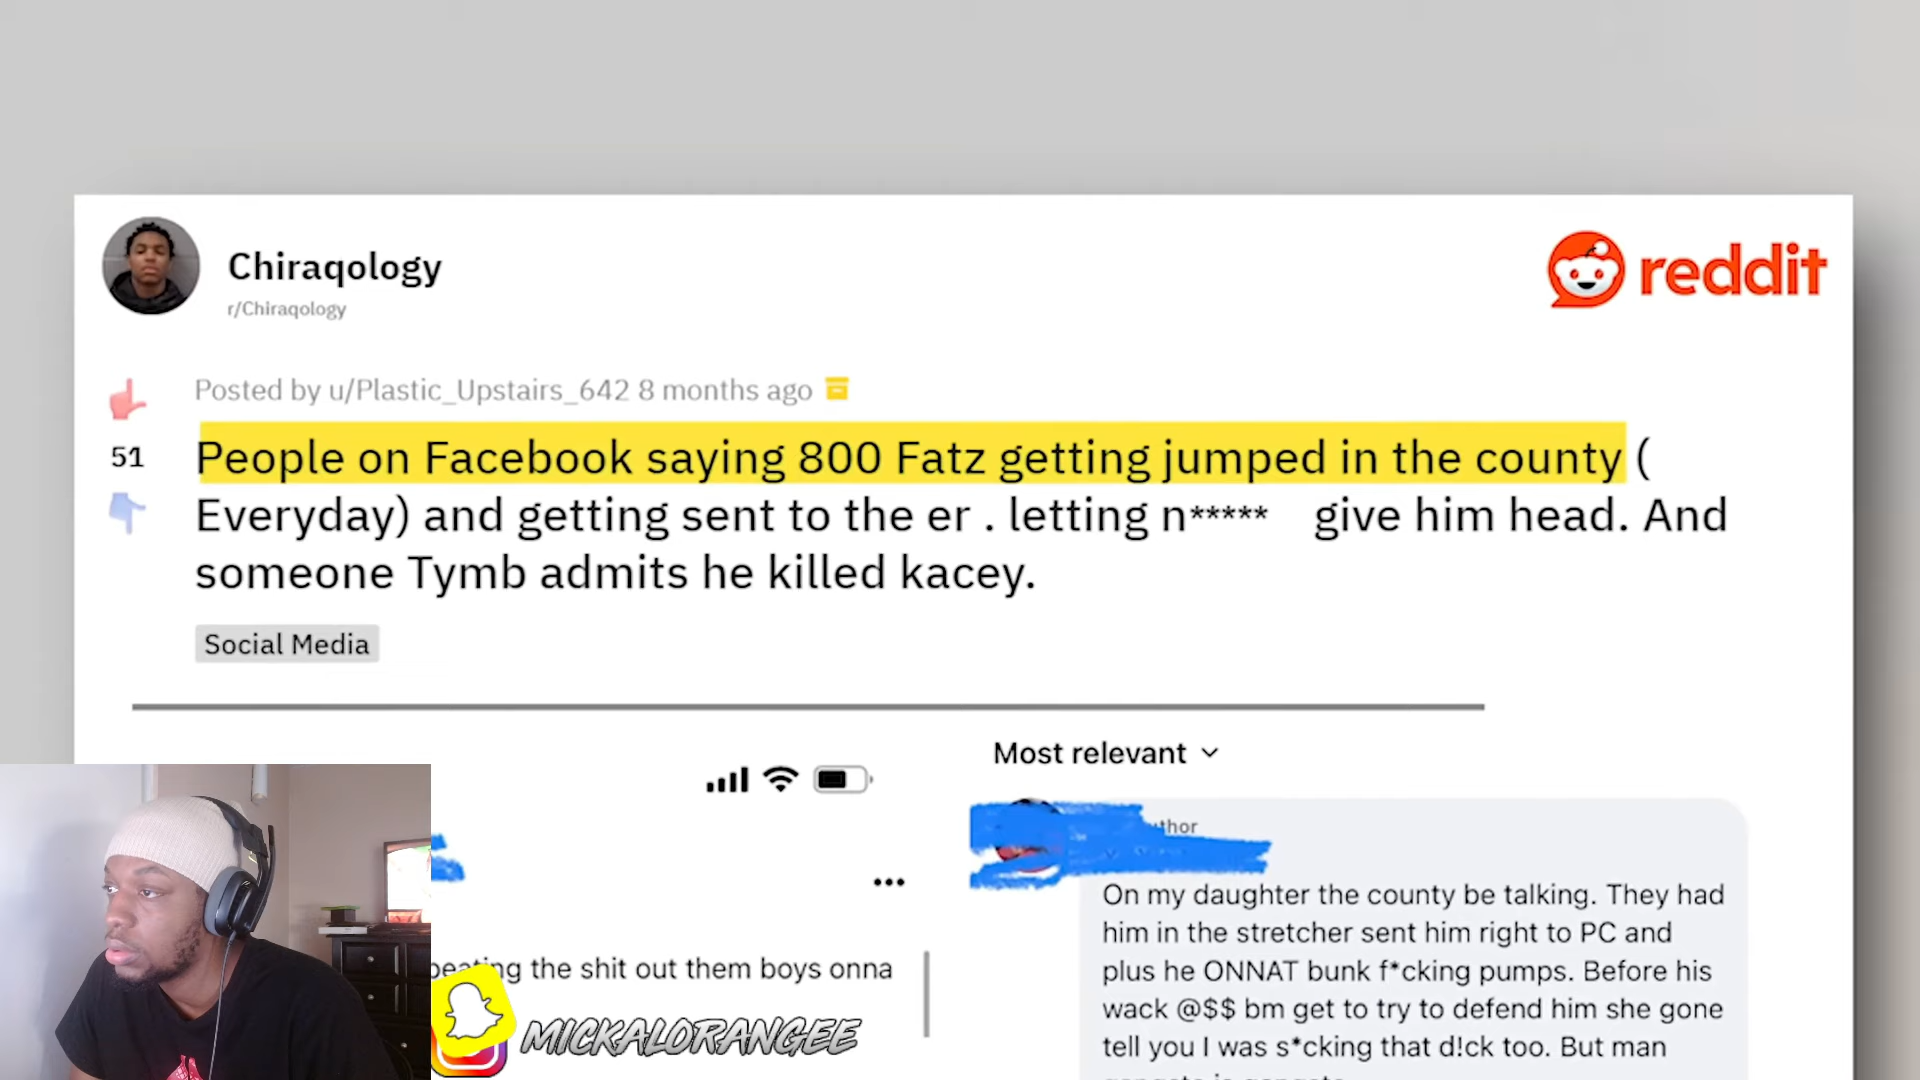 Chiraqology
r/Chiraqology
reddit
Posted by u/Plastic_Upstairs_642 8 months ago
51
People on Facebook saying 800 Fatz getting jumped in the county (
Everyday) and getting sent to the er . letting n***** give him head. And
someone Tymb admits he killed kacey.
Social Media
Most relevant
thor
On my daughter the county be talking. They had
him in the stretcher sent him right to PC and
plus he ONNAT bunk f*cking pumps. Before his
wack @$$ bm get to try to defend him she gone
tell you I was s*cking that d!ck too. But man
beating the shit out them boys onna
MICKALORANGEE